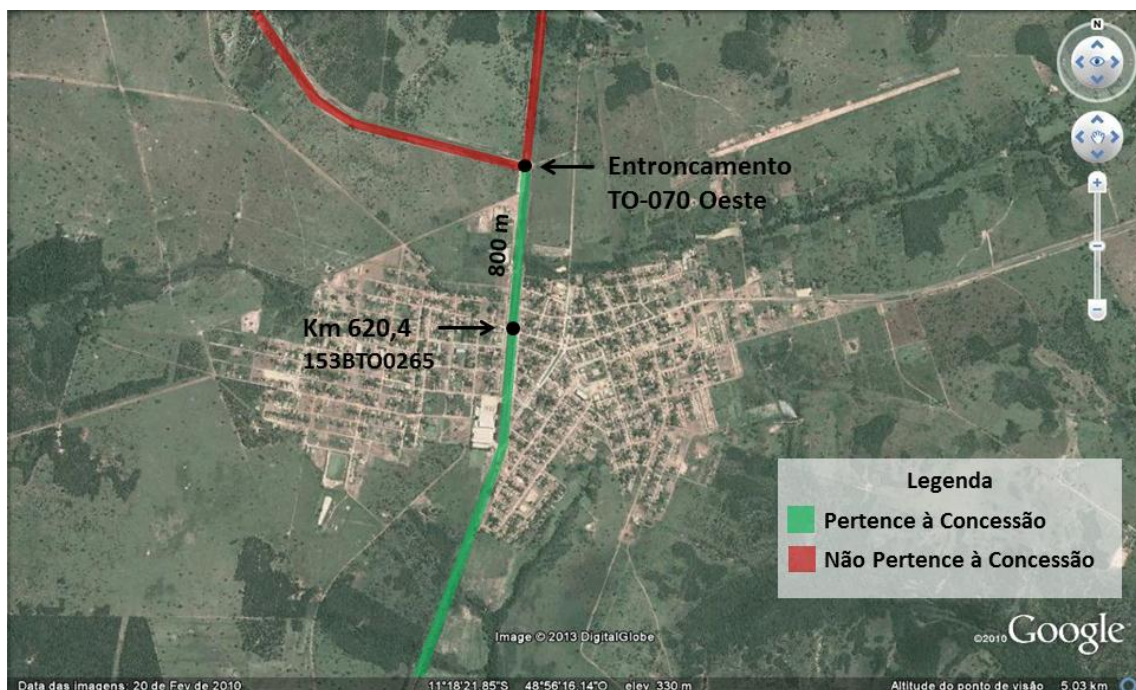 N
Entroncamento
TO-070 Oeste
800 m
Km 620,4
153BTO0265
Legenda
Pertence à Concessão
Não Pertence à Concessão
Image © 2013 DigitalGlobe
©2010 Google
Data das imagens: 20 de Fev de 2010 11°18'21.85"S 48°56'16.14"O elev 330 m Altitude do ponto de visão 5.03 km